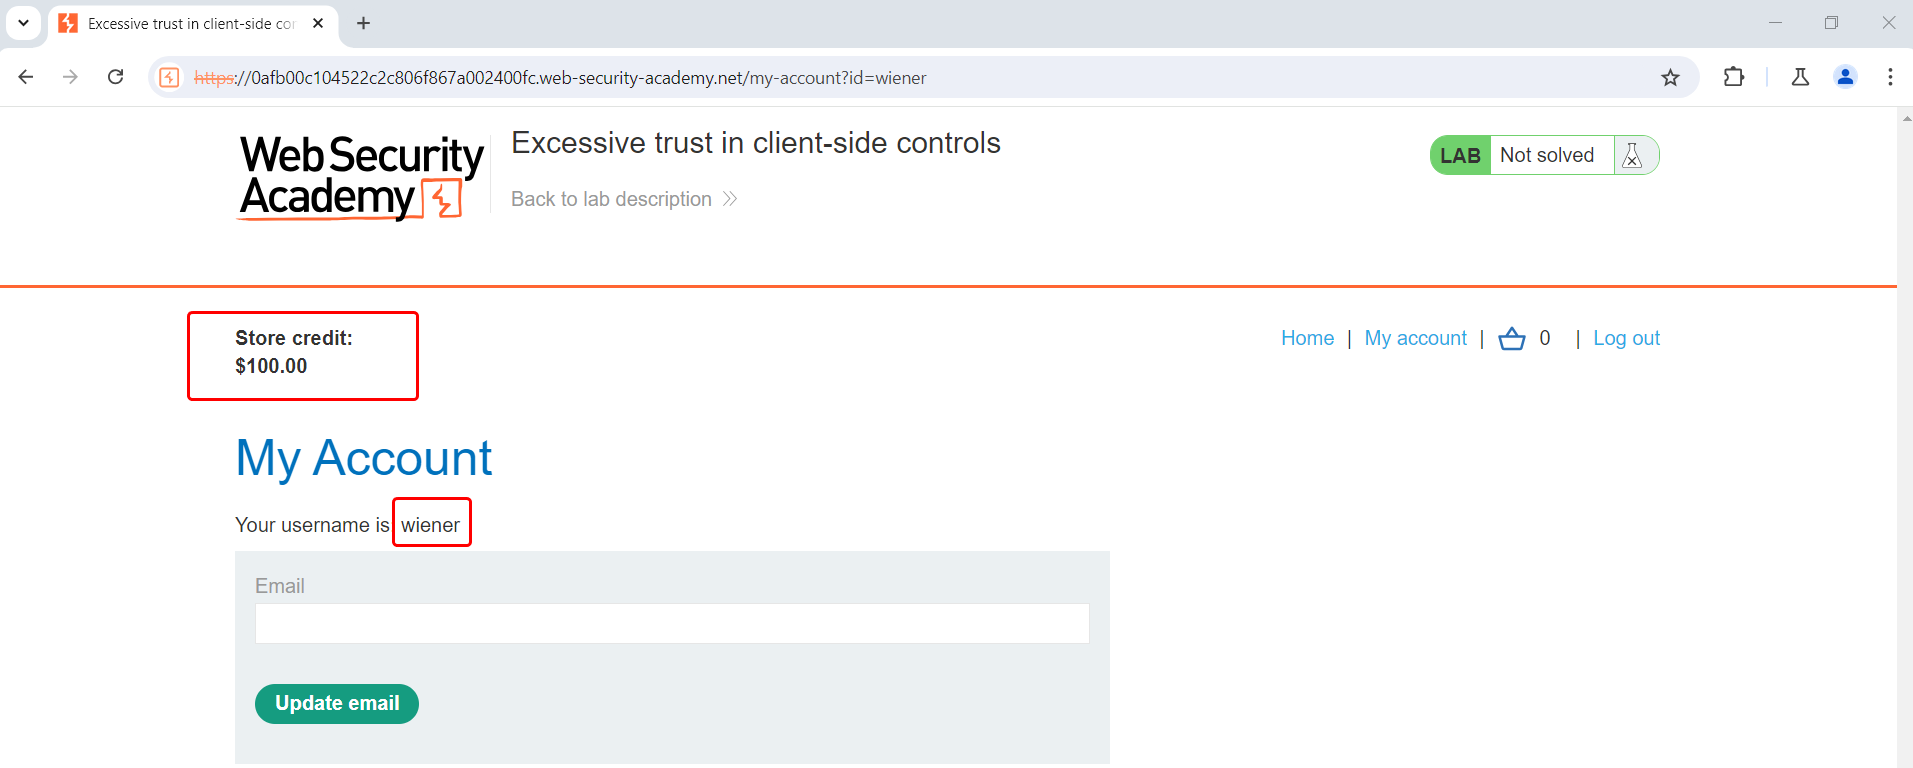 Excessive trust in client-side cor
https://0afb00c104522c2c806f867a002400fc.web-security-academy.net/my-account?id=wiener
Web Security
Academy
Excessive trust in client-side controls
Back to lab description
LAB Not solved
Store credit:
$100.00
Home | My account | 0 | Log out
My Account
Your username is wiener
Email
Update email